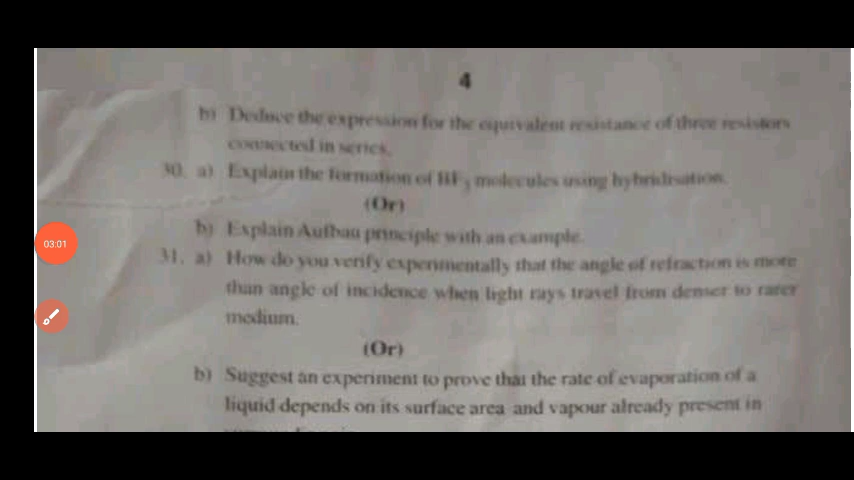 4
b) Deduce the expression for the equivalent resistance of three resistors
connected in series.
30. a) Explain the formation of BF3 molecules using hybridisation.
(Or)
b) Explain Aufbau principle with an example.
31. a) How do you verify experimentally that the angle of refraction is more
than angle of incidence when light rays travel from denser to rarer
medium.
(Or)
b) Suggest an experiment to prove that the rate of evaporation of a
liquid depends on its surface area and vapour already present in
03:01